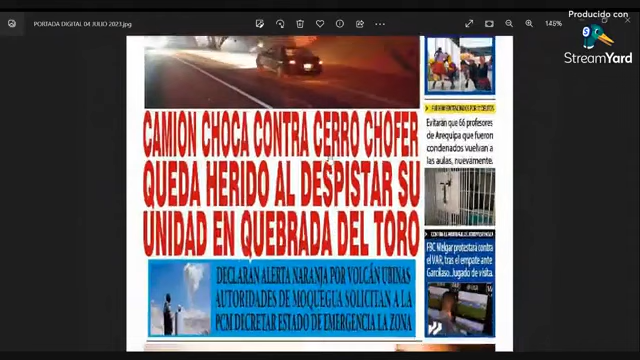 PORTADA DIGITAL 04 JULIO 2023.jpg
146%
Producido con
StreamYard
CAMION CHOCA CONTRA CERRO CHOFER
QUEDA HERIDO AL DESPISTAR SU
UNIDAD EN QUEBRADA DEL TORO
DECLARAN ALERTA NARANJA POR VOLCÁN UBINAS
AUTORIDADES DE MOQUEGUA SOLICITAN A LA
PCM DECRETAR ESTADO DE EMERGENCIA LA ZONA
Evitarán que 66 profesores
de Arequipa que fueron
condenados vuelvan a
las aulas, nuevamente.
FBC Melgar protestará contra
el VAR, tras el empate ante
Garcilaso. Jugado de visita.